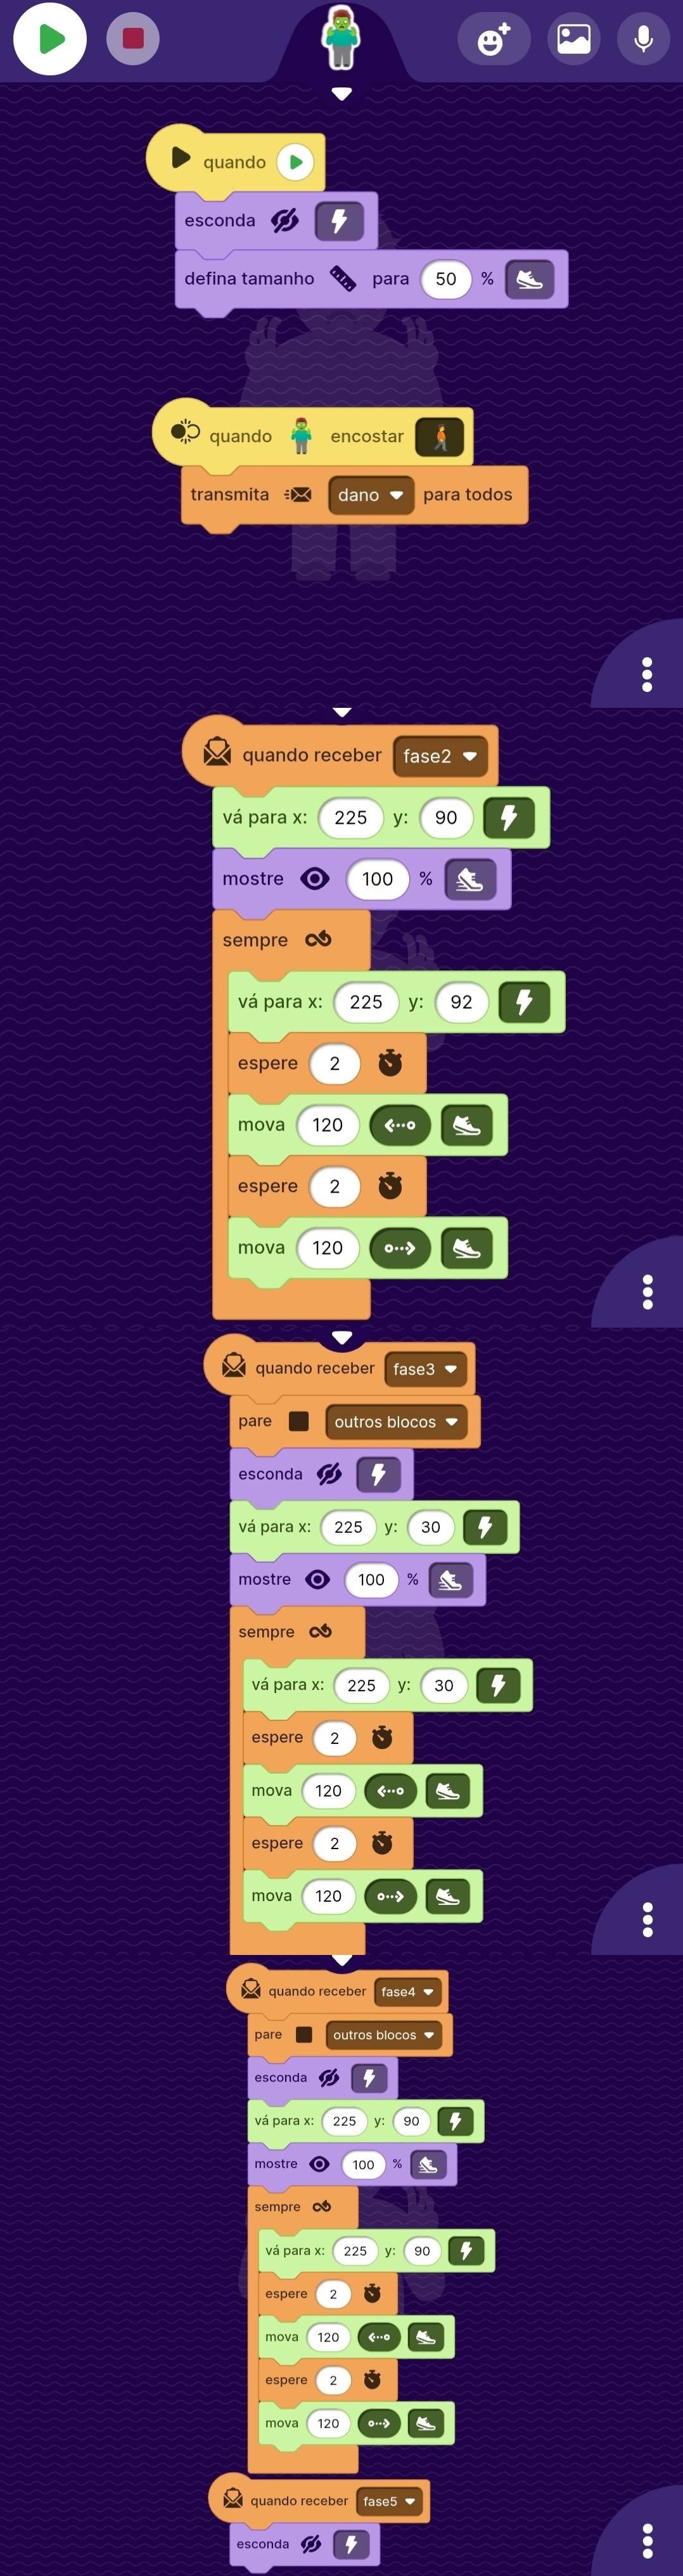 quando
esconda
defina tamanho para 50 %
quando encostar
transmita dano para todos
quando receber fase2
vá para x: 225 y: 90
mostre 100 %
sempre
vá para x: 225 y: 92
espere 2
mova 120
espere 2
mova 120
quando receber fase3
pare outros blocos
esconda
vá para x: 225 y: 30
mostre 100 %
sempre
vá para x: 225 y: 30
espere 2
mova 120
espere 2
mova 120
quando receber fase4
pare outros blocos
esconda
vá para x: 225 y: 90
mostre 100 %
sempre
vá para x: 225 y: 90
espere 2
mova 120
espere 2
mova 120
quando receber fase5
esconda